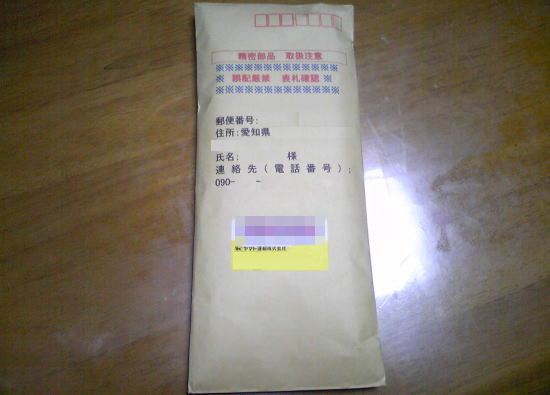 精密部品 取扱注意
※※※※※※※※※※※※※
※ 誤配厳禁 表札確認 ※
※※※※※※※※※※※※※
郵便番号:
住所:愛知県
氏名: 様
連絡先(電話番号):
090- -
ヤマト運輸株式会社